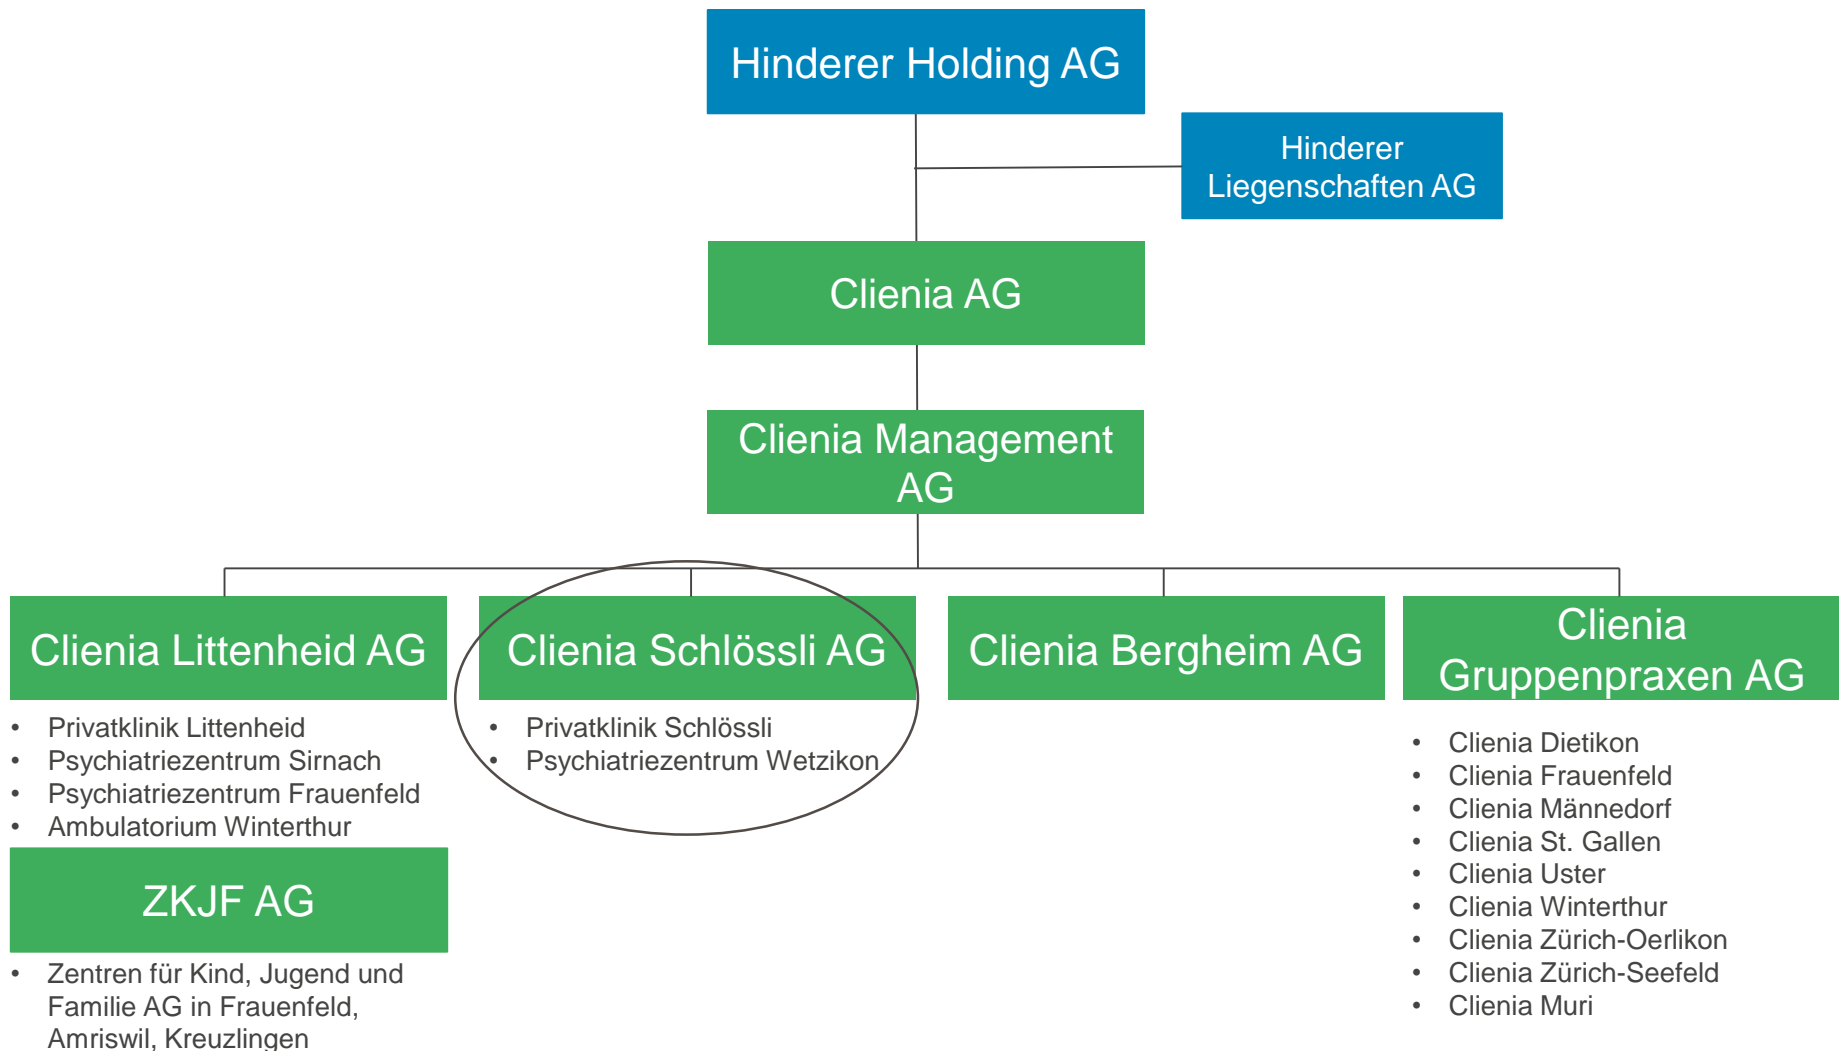 Hinderer Holding AG
Hinderer
Liegenschaften AG
Clienia AG
Clienia Management
AG
Clienia Littenheid AG
• Privatklinik Littenheid
• Psychiatriezentrum Sirnach
• Psychiatriezentrum Frauenfeld
• Ambulatorium Winterthur
ZKJF AG
• Zentren für Kind, Jugend und
Familie AG in Frauenfeld,
Amriswil, Kreuzlingen
Clienia Schlössli AG
• Privatklinik Schlössli
• Psychiatriezentrum Wetzikon
Clienia Bergheim AG
Clienia
Gruppenpraxen AG
• Clienia Dietikon
• Clienia Frauenfeld
• Clienia Männedorf
• Clienia St. Gallen
• Clienia Uster
• Clienia Winterthur
• Clienia Zürich-Oerlikon
• Clienia Zürich-Seefeld
• Clienia Muri